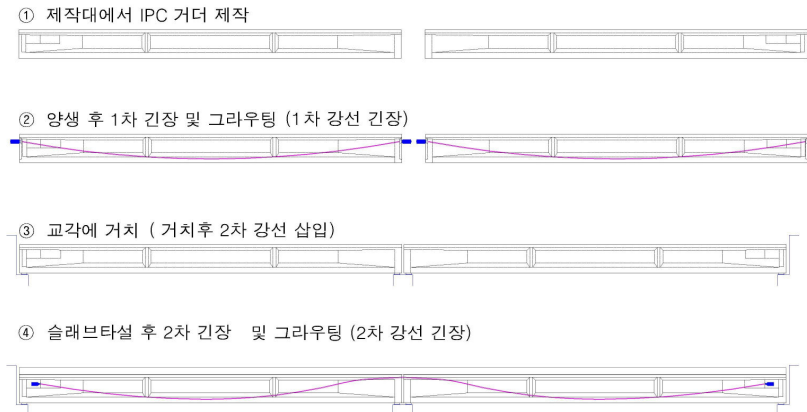 ① 제작대에서 IPC 거더 제작
② 양생 후 1차 긴장 및 그라우팅 (1차 강선 긴장)
③ 교각에 거치 ( 거치후 2차 강선 삽입)
④ 슬래브타설 후 2차 긴장 및 그라우팅 (2차 강선 긴장)